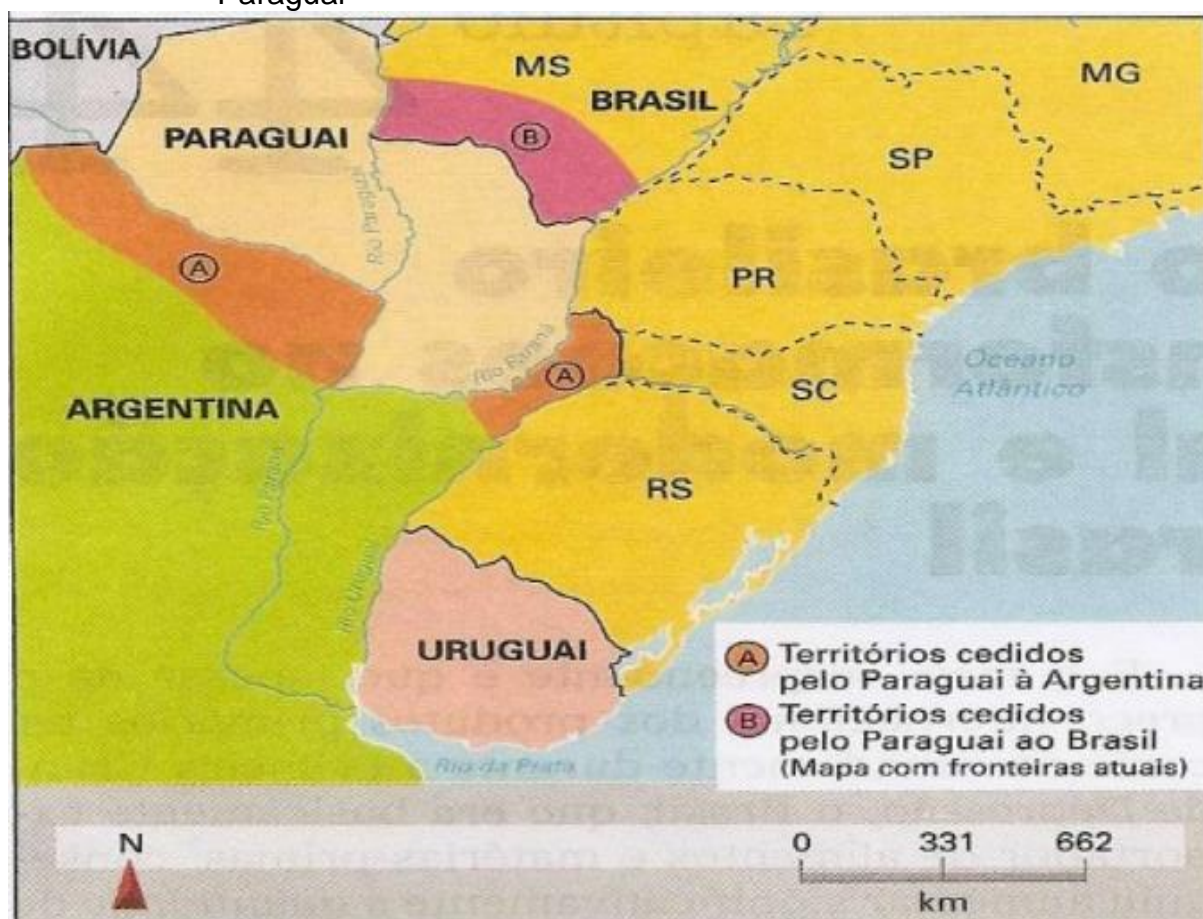 Paraguai
BOLÍVIA
MS
MG
BRASIL
PARAGUAI
B
SP
Rio Paraguai
A
PR
Rio Paraná
A
Oceano
Atlântico
SC
ARGENTINA
RS
Rio Paraná
Rio Uruguai
URUGUAI
A Territórios cedidos
pelo Paraguai à Argentina
B Territórios cedidos
pelo Paraguai ao Brasil
(Mapa com fronteiras atuais)
Rio da Prata
N
0 331 662
km